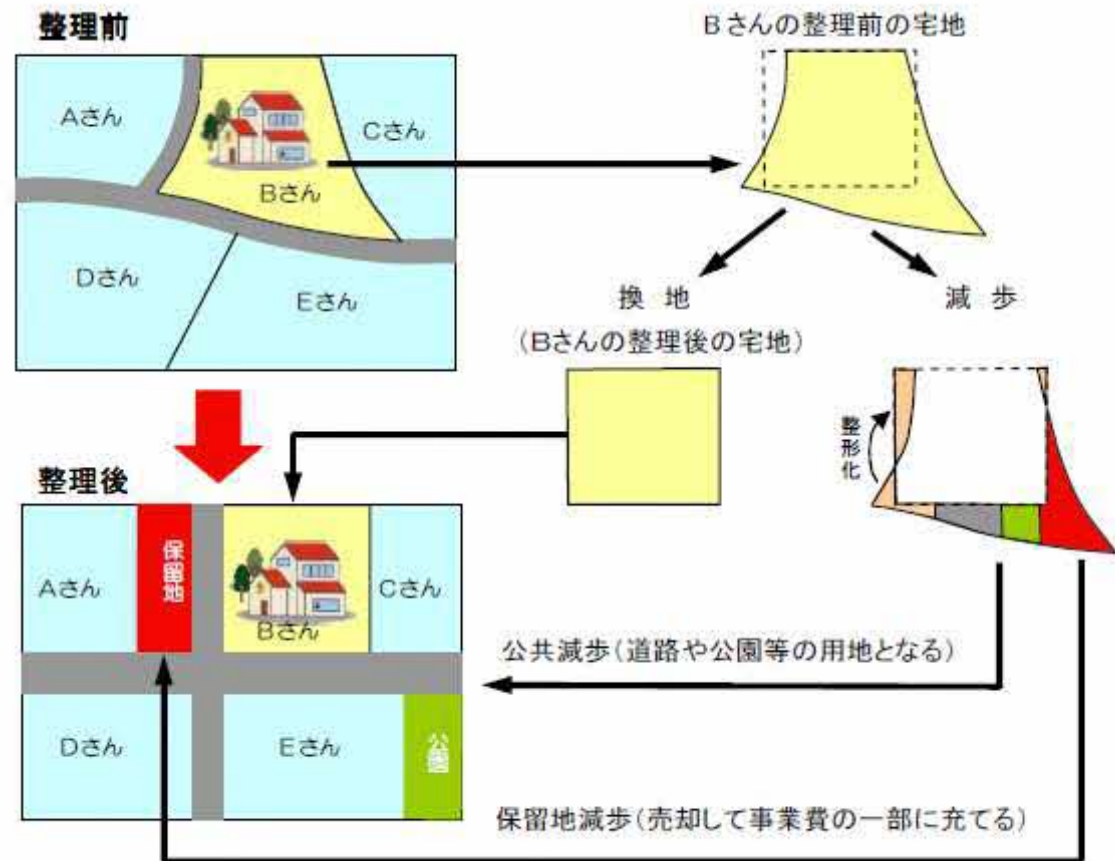 整理前
Aさん
Bさん
Cさん
Dさん
Eさん
Bさんの整理前の宅地
換 地
減 歩
(Bさんの整理後の宅地)
整形化
整理後
Aさん
保留地
Bさん
Cさん
Dさん
Eさん
公園
公共減歩(道路や公園等の用地となる)
保留地減歩(売却して事業費の一部に充てる)